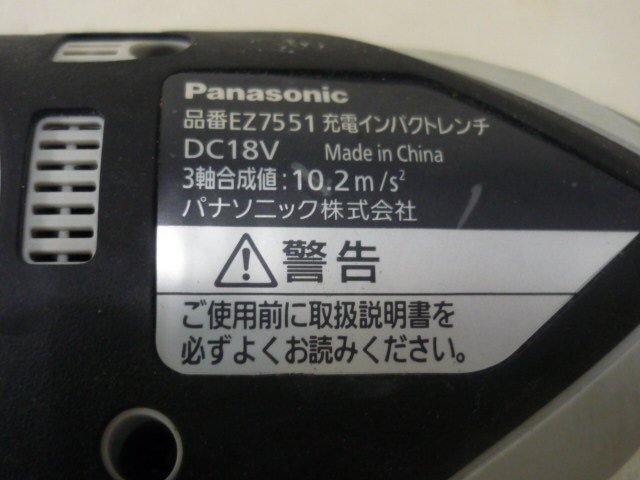 Panasonic
品番EZ7551 充電インパクトレンチ
DC18V Made in China
3軸合成値:10.2m/s²
パナソニック株式会社
警告
ご使用前に取扱説明書を
必ずよくお読みください。